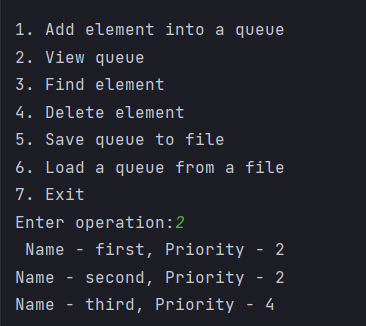 1. Add element into a queue
2. View queue
3. Find element
4. Delete element
5. Save queue to file
6. Load a queue from a file
7. Exit
Enter operation:2
 Name - first, Priority - 2
Name - second, Priority - 2
Name - third, Priority - 4